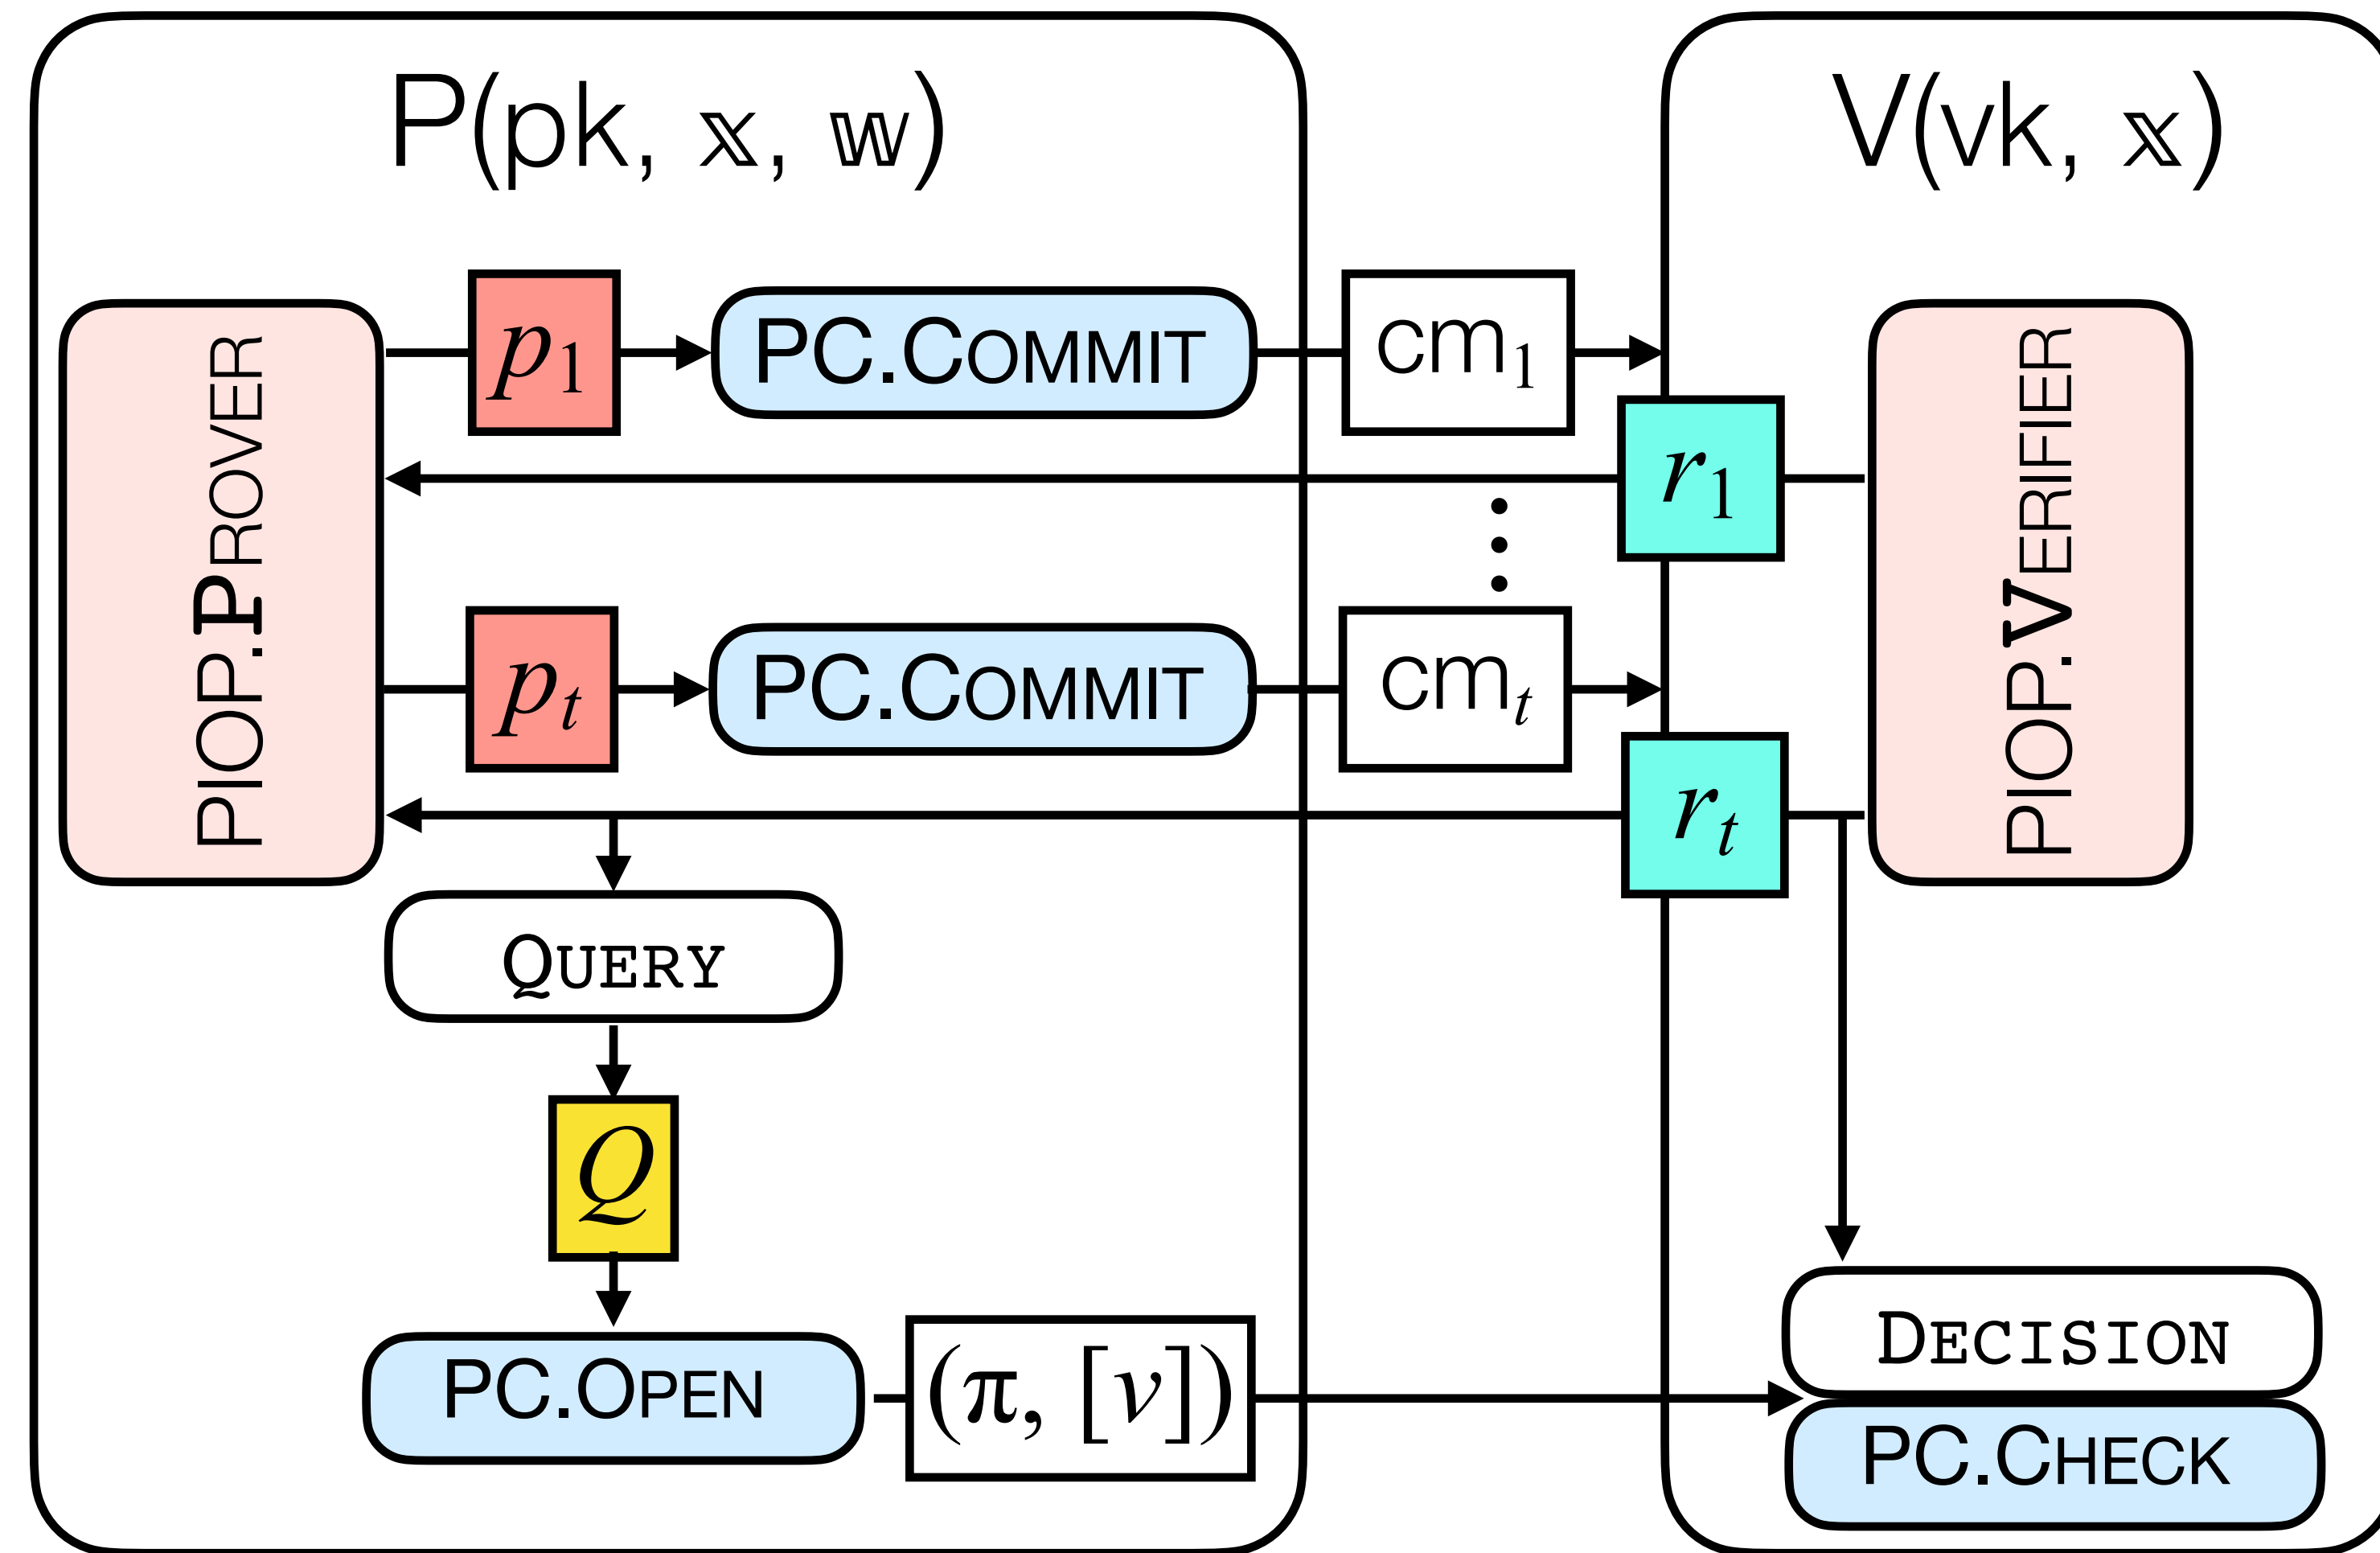 P(pk, 𝕩, 𝕨)
V(vk, 𝕩)
PIOP.PROVER
p₁
PC.COMMIT
cm₁
PIOP.VERIFIER
r₁
pₜ
PC.COMMIT
cmₜ
rₜ
QUERY
Q
PC.OPEN
(π, [v])
DECISION
PC.CHECK